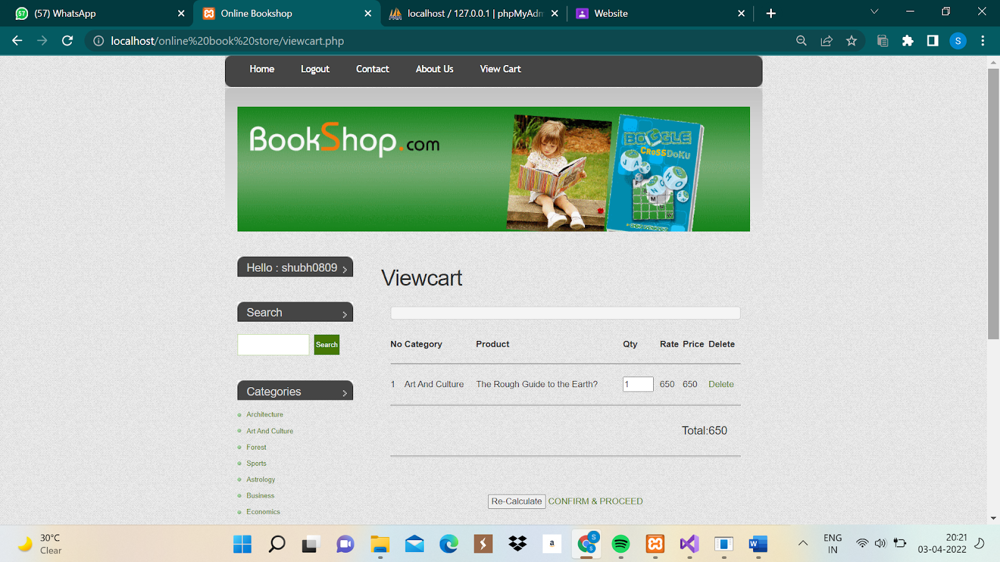 (57) WhatsApp
Online Bookshop
localhost / 127.0.0.1 | phpMyAdm
Website
localhost/online%20book%20store/viewcart.php
S
Home Logout Contact About Us View Cart
BookShop.com
BOGGLE
CROSSDOKU
Hello : shubh0809
Viewcart
Search
Search
No Category Product Qty Rate Price Delete
1 Art And Culture The Rough Guide to the Earth? 1 650 650 Delete
Total:650
Categories
Architecture
Art And Culture
Forest
Sports
Astrology
Business
Economics
Re-Calculate CONFIRM & PROCEED
30°C
Clear
ENG
IN
20:21
03-04-2022